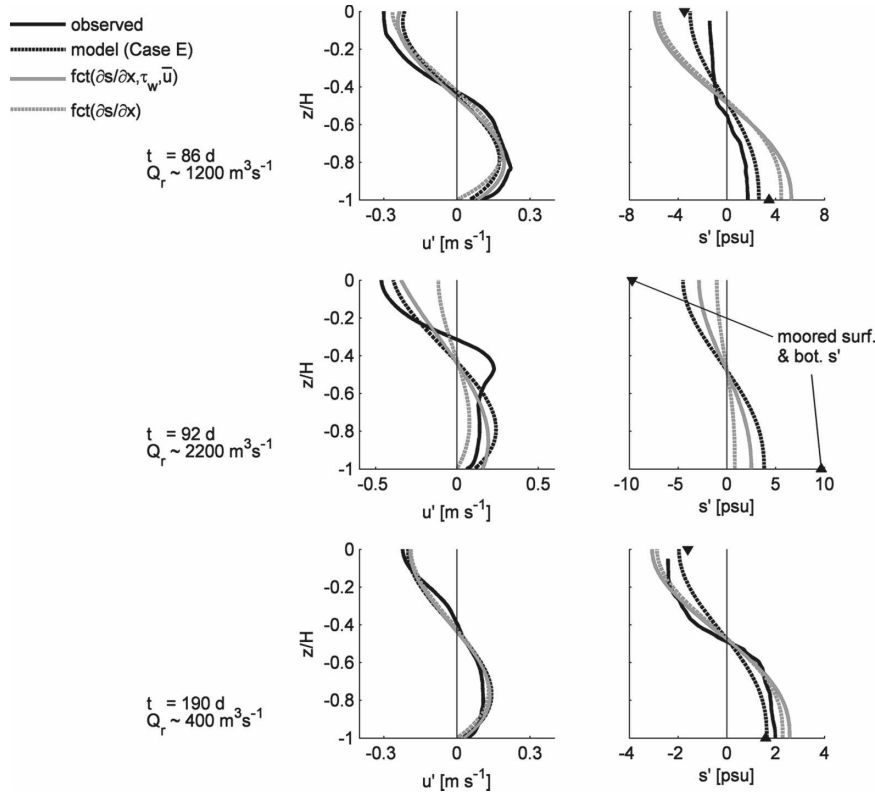 observed
model (Case E)
fct(∂s/∂x,τw,u̅)
fct(∂s/∂x)
t = 86 d
Qr ~ 1200 m³s⁻¹
z/H
0
-0.2
-0.4
-0.6
-0.8
-1
-0.3 0 0.3
u' [m s⁻¹]
-8 -4 0 4 8
s' [psu]
t = 92 d
Qr ~ 2200 m³s⁻¹
z/H
0
-0.2
-0.4
-0.6
-0.8
-1
-0.5 0 0.5
u' [m s⁻¹]
moored surf.
& bot. s'
-10 -5 0 5 10
s' [psu]
t = 190 d
Qr ~ 400 m³s⁻¹
z/H
0
-0.2
-0.4
-0.6
-0.8
-1
-0.3 0 0.3
u' [m s⁻¹]
-4 -2 0 2 4
s' [psu]